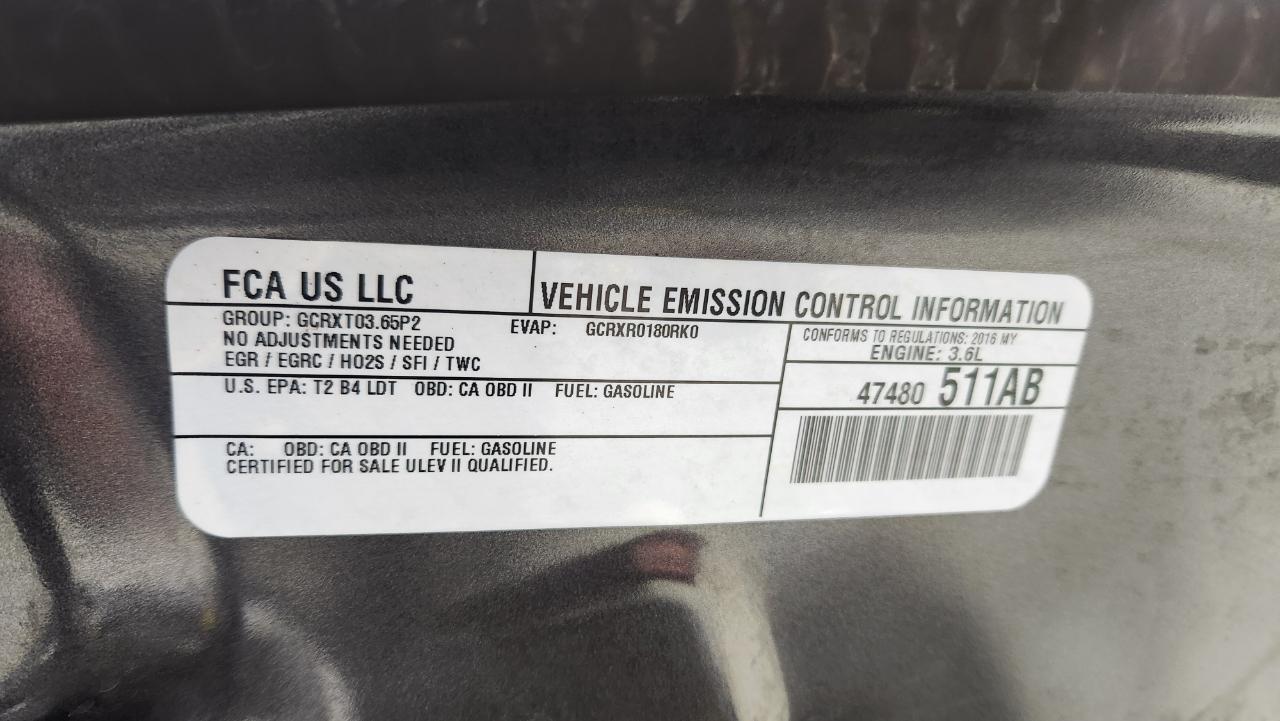 FCA US LLC
VEHICLE EMISSION CONTROL INFORMATION
GROUP: GCRXT03.65P2 EVAP: GCRXR0180RK0
NO ADJUSTMENTS NEEDED
EGR / EGRC / HO2S / SFI / TWC
CONFORMS TO REGULATIONS: 2016 MY
ENGINE: 3.6L
U.S. EPA: T2 B4 LDT OBD: CA OBD II FUEL: GASOLINE
47480 511AB
CA: OBD: CA OBD II FUEL: GASOLINE
CERTIFIED FOR SALE ULEV II QUALIFIED.